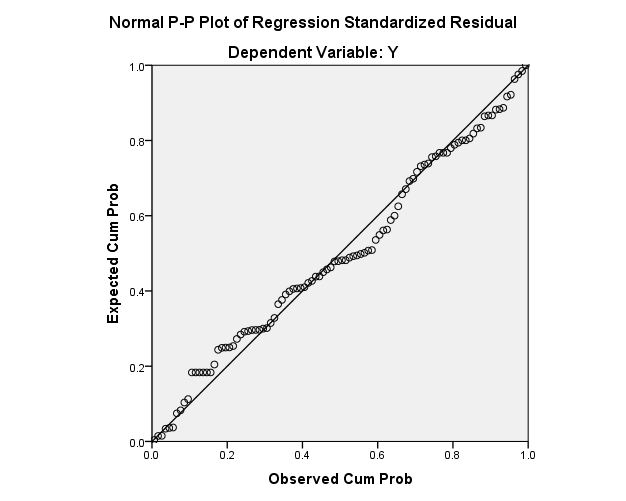 Normal P-P Plot of Regression Standardized Residual
Dependent Variable: Y
1.0
0.8
0.6
0.4
0.2
0.0
Expected Cum Prob
0.0 0.2 0.4 0.6 0.8 1.0
Observed Cum Prob